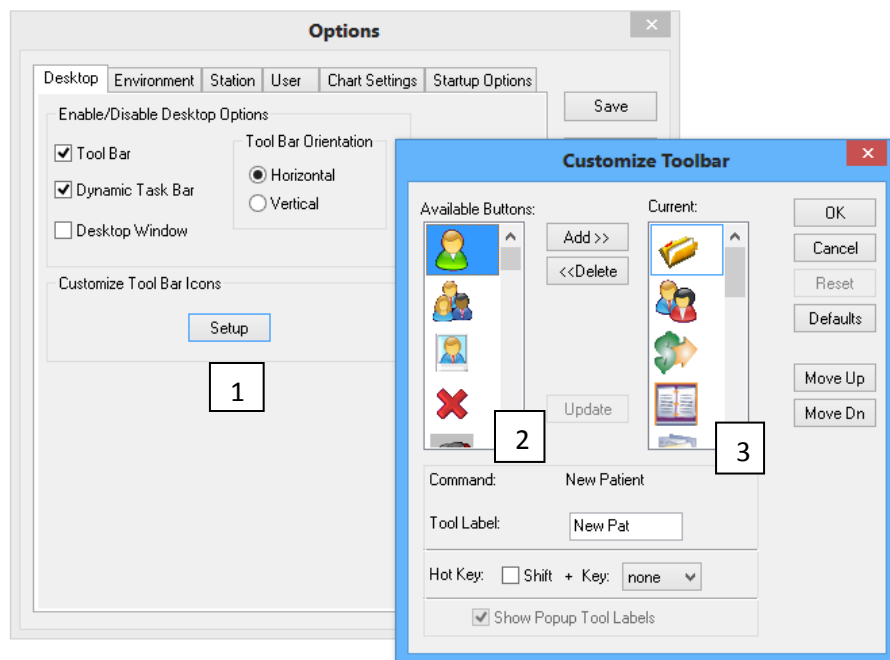 Options
Desktop Environment Station User Chart Settings Startup Options
Enable/Disable Desktop Options
Tool Bar
Dynamic Task Bar
Desktop Window
Tool Bar Orientation
Horizontal
Vertical
Save
Customize Tool Bar Icons
Setup
1
Customize Toolbar
Available Buttons:
Add >>
<<Delete
Update
Current:
2
3
OK
Cancel
Reset
Defaults
Move Up
Move Dn
Command: New Patient
Tool Label: New Pat
Hot Key: Shift + Key: none
Show Popup Tool Labels